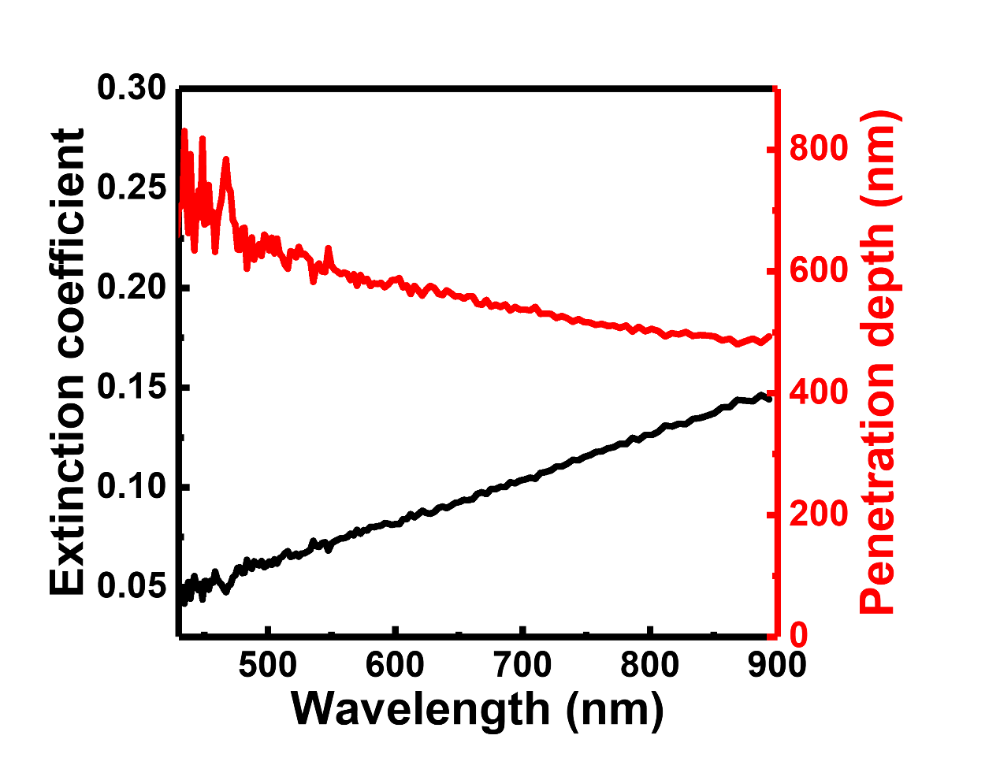 Extinction coefficient
0.30
0.25
0.20
0.15
0.10
0.05
500 600 700 800 900
Wavelength (nm)
800
600
400
200
0
Penetration depth (nm)